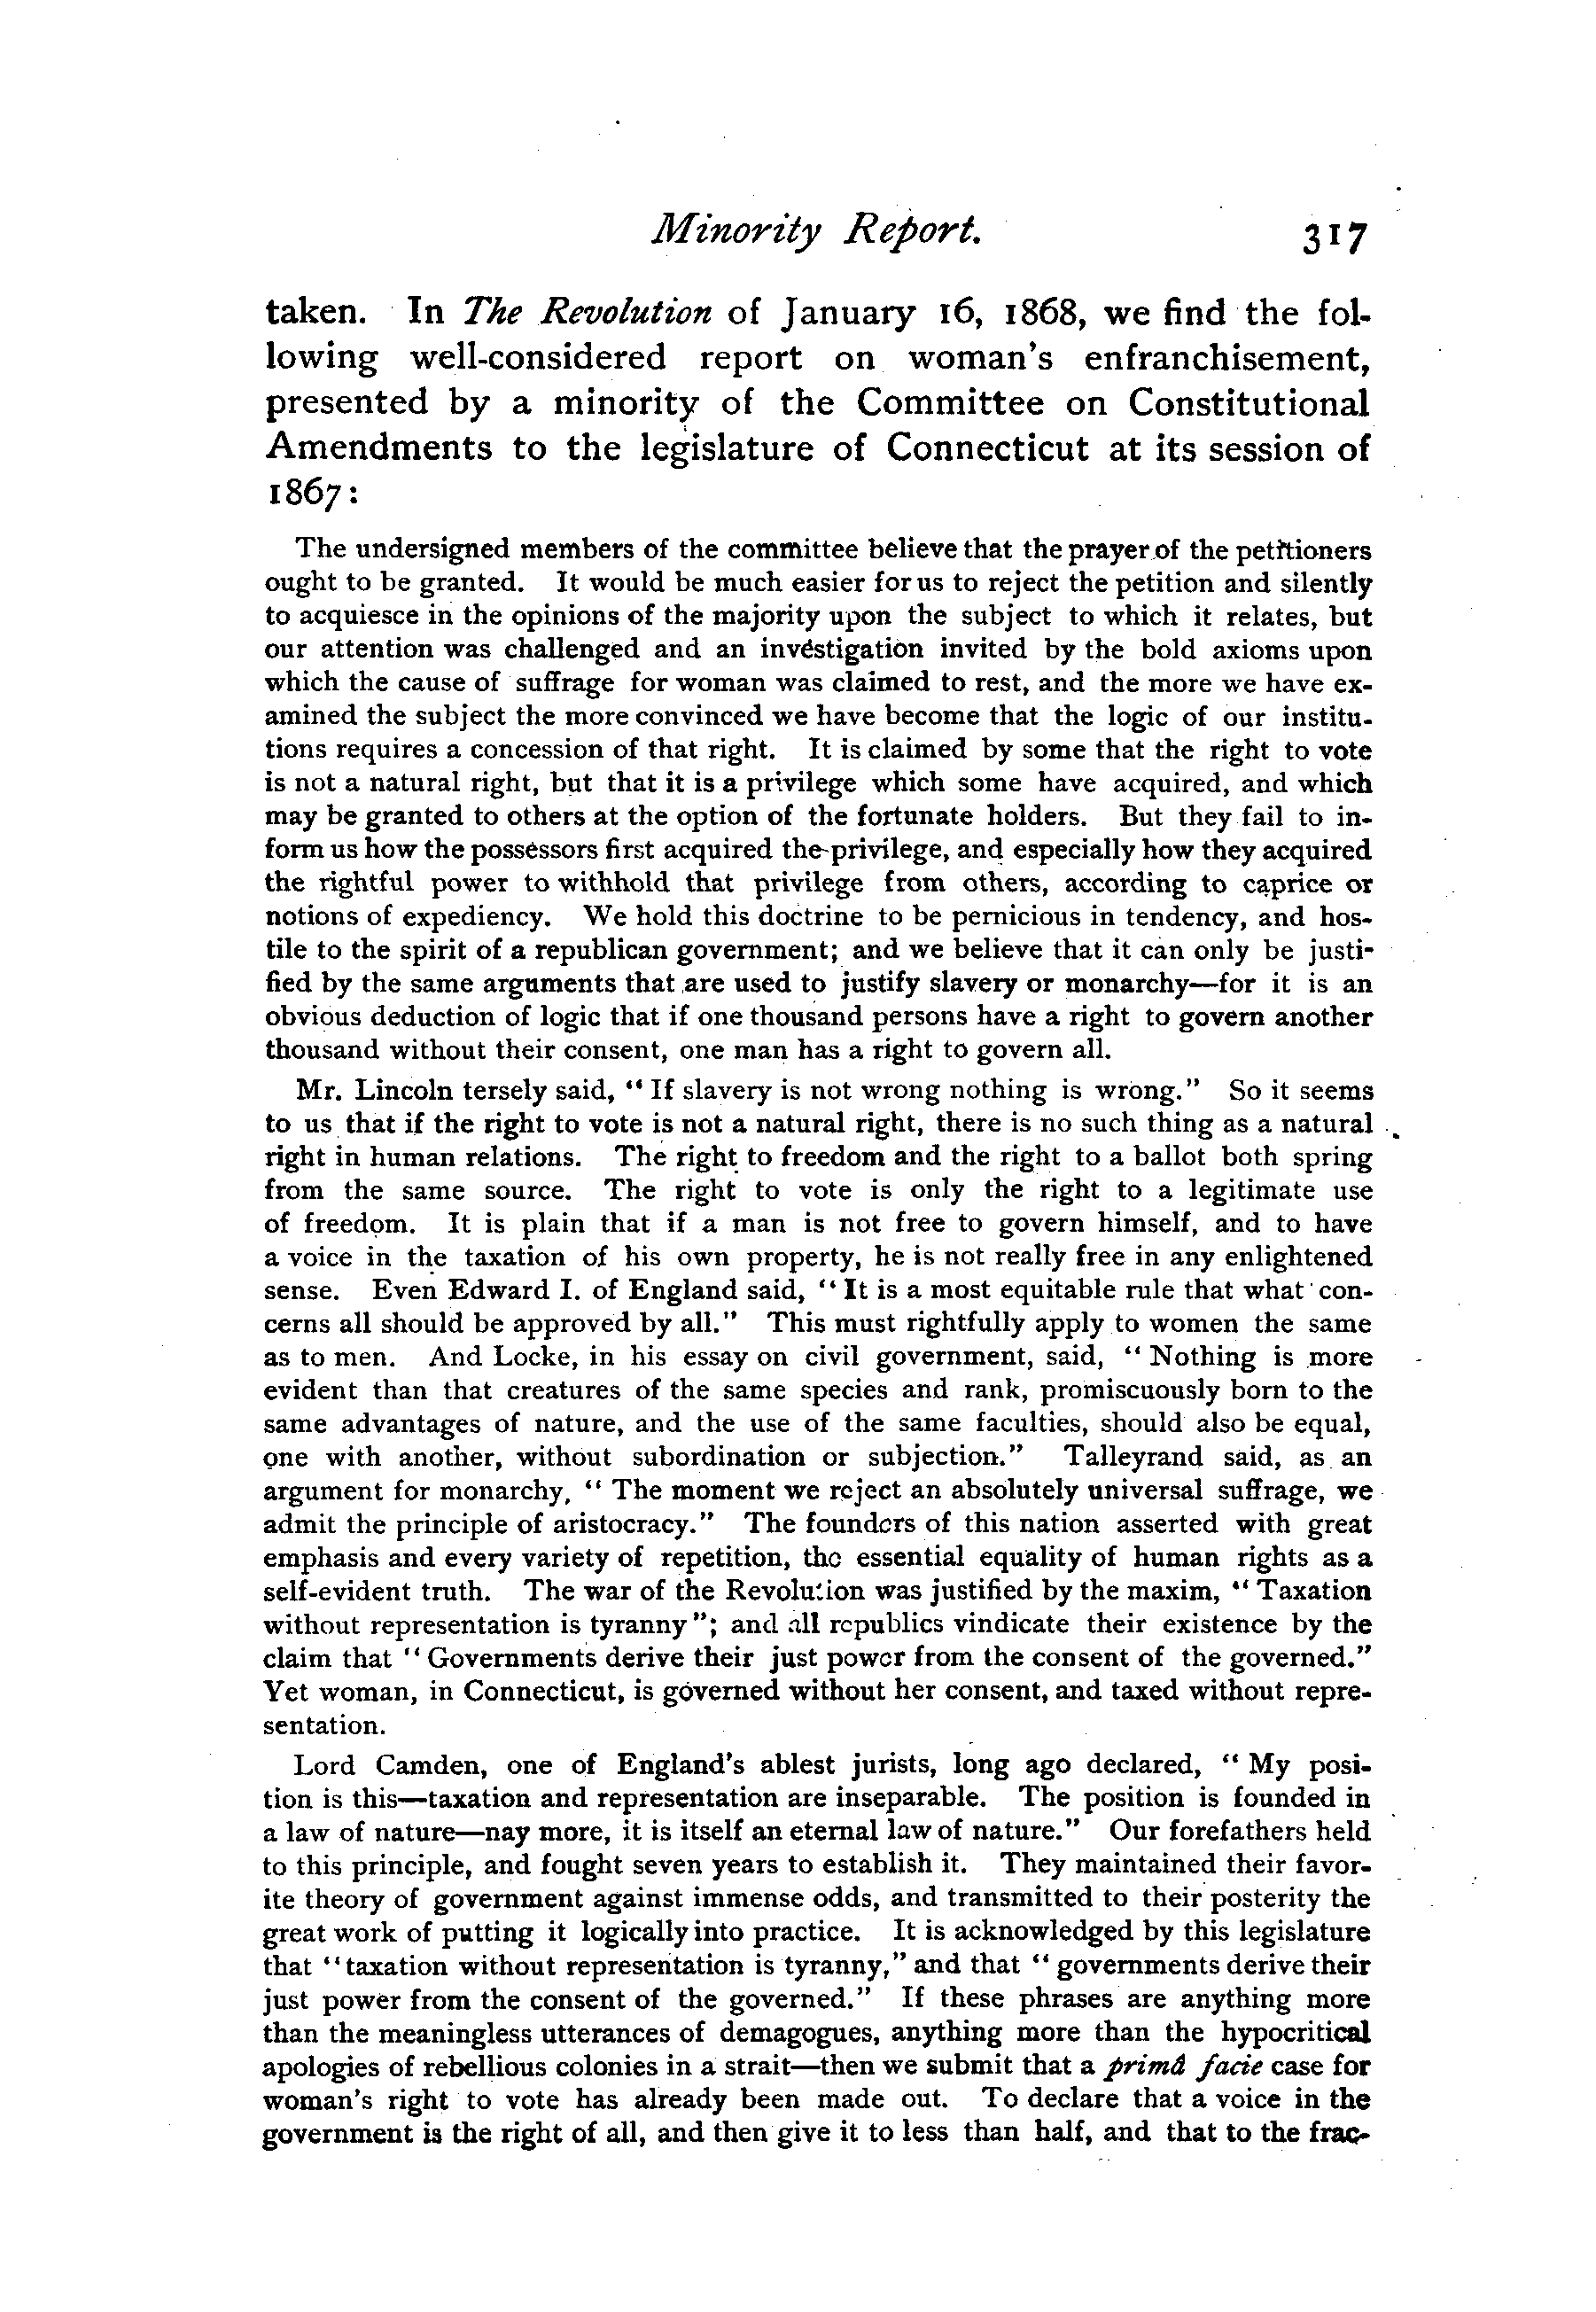 Minority Report. 317
taken. In The Revolution of January 16, 1868, we find the fol-
lowing well-considered report on woman's enfranchisement,
presented by a minority of the Committee on Constitutional
Amendments to the legislature of Connecticut at its session of
1867:
The undersigned members of the committee believe that the prayer of the petitioners
ought to be granted. It would be much easier for us to reject the petition and silently
to acquiesce in the opinions of the majority upon the subject to which it relates, but
our attention was challenged and an investigation invited by the bold axioms upon
which the cause of suffrage for woman was claimed to rest, and the more we have ex-
amined the subject the more convinced we have become that the logic of our institu-
tions requires a concession of that right. It is claimed by some that the right to vote
is not a natural right, but that it is a privilege which some have acquired, and which
may be granted to others at the option of the fortunate holders. But they fail to in-
form us how the possessors first acquired the privilege, and especially how they acquired
the rightful power to withhold that privilege from others, according to caprice or
notions of expediency. We hold this doctrine to be pernicious in tendency, and hos-
tile to the spirit of a republican government; and we believe that it can only be justi-
fied by the same arguments that are used to justify slavery or monarchy—for it is an
obvious deduction of logic that if one thousand persons have a right to govern another
thousand without their consent, one man has a right to govern all.
Mr. Lincoln tersely said, "If slavery is not wrong nothing is wrong." So it seems
to us that if the right to vote is not a natural right, there is no such thing as a natural
right in human relations. The right to freedom and the right to a ballot both spring
from the same source. The right to vote is only the right to a legitimate use
of freedom. It is plain that if a man is not free to govern himself, and to have
a voice in the taxation of his own property, he is not really free in any enlightened
sense. Even Edward I. of England said, "It is a most equitable rule that what con-
cerns all should be approved by all." This must rightfully apply to women the same
as to men. And Locke, in his essay on civil government, said, "Nothing is more
evident than that creatures of the same species and rank, promiscuously born to the
same advantages of nature, and the use of the same faculties, should also be equal,
one with another, without subordination or subjection." Talleyrand said, as an
argument for monarchy, "The moment we reject an absolutely universal suffrage, we
admit the principle of aristocracy." The founders of this nation asserted with great
emphasis and every variety of repetition, the essential equality of human rights as a
self-evident truth. The war of the Revolution was justified by the maxim, "Taxation
without representation is tyranny"; and all republics vindicate their existence by the
claim that "Governments derive their just power from the consent of the governed."
Yet woman, in Connecticut, is governed without her consent, and taxed without repre-
sentation.
Lord Camden, one of England's ablest jurists, long ago declared, "My posi-
tion is this—taxation and representation are inseparable. The position is founded in
a law of nature—nay more, it is itself an eternal law of nature." Our forefathers held
to this principle, and fought seven years to establish it. They maintained their favor-
ite theory of government against immense odds, and transmitted to their posterity the
great work of putting it logically into practice. It is acknowledged by this legislature
that "taxation without representation is tyranny," and that "governments derive their
just power from the consent of the governed." If these phrases are anything more
than the meaningless utterances of demagogues, anything more than the hypocritical
apologies of rebellious colonies in a strait—then we submit that a primâ facie case for
woman's right to vote has already been made out. To declare that a voice in the
government is the right of all, and then give it to less than half, and that to the frac-